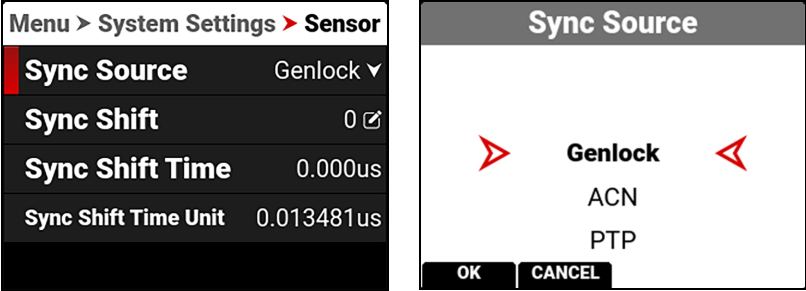 Menu > System Settings > Sensor
Sync Source Genlock
Sync Shift 0
Sync Shift Time 0.000us
Sync Shift Time Unit 0.013481us
Sync Source
Genlock
ACN
PTP
OK CANCEL